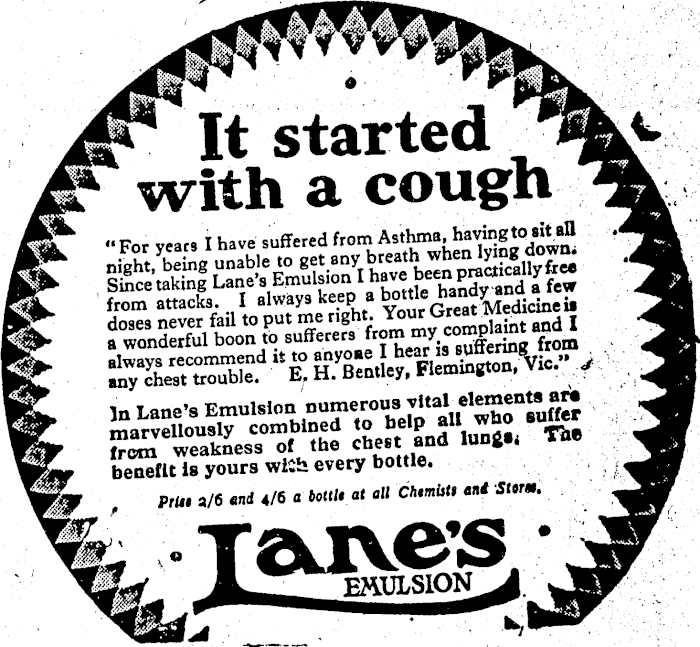 It started
with a cough
"For years I have suffered from Asthma, having to sit all
night, being unable to get any breath when lying down.
Since taking Lane's Emulsion I have been practically free
from attacks. I always keep a bottle handy and a few
doses never fail to put me right. Your Great Medicine is
a wonderful boon to sufferers from my complaint and I
always recommend it to anyone I hear is suffering from
any chest trouble. E. H. Bentley, Flemington, Vic."
In Lane's Emulsion numerous vital elements are
marvellously combined to help all who suffer
from weakness of the chest and lungs. The
benefit is yours with every bottle.
Price 2/6 and 4/6 a bottle at all Chemists and Stores.
Lane's
EMULSION